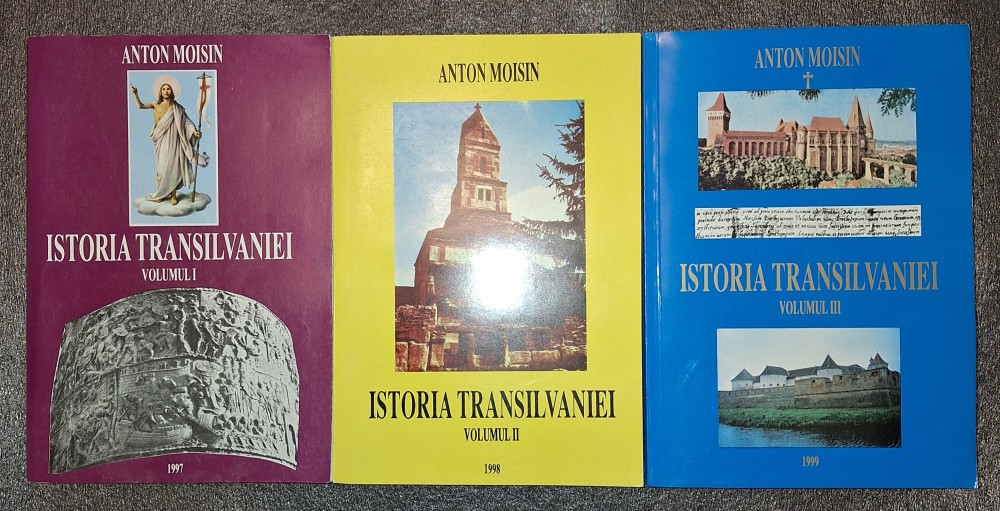 ANTON MOISIN
ISTORIA TRANSILVANIEI
VOLUMUL I
1997
ANTON MOISIN
ISTORIA TRANSILVANIEI
VOLUMUL II
1998
ANTON MOISIN
ISTORIA TRANSILVANIEI
VOLUMUL III
1999